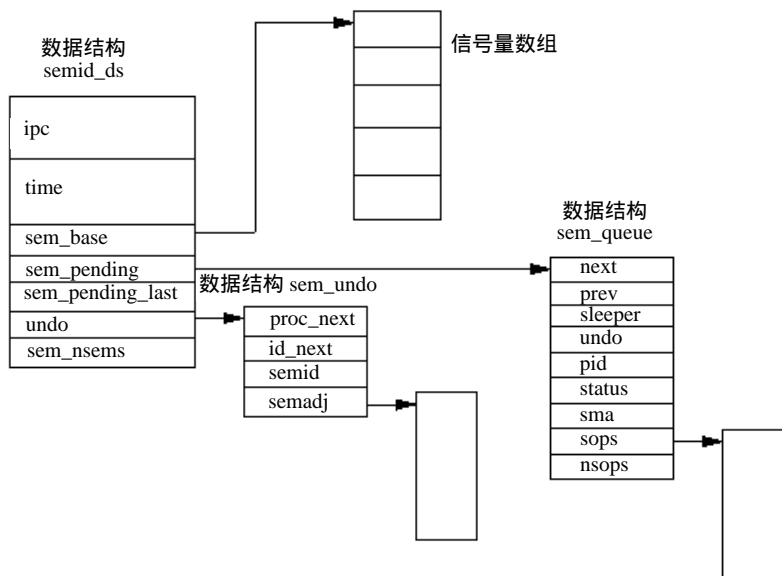 数据结构
semid_ds
ipc
time
sem_base
sem_pending
sem_pending_last
undo
sem_nsems
信号量数组
数据结构 sem_undo
proc_next
id_next
semid
semadj
数据结构
sem_queue
next
prev
sleeper
undo
pid
status
sma
sops
nsops